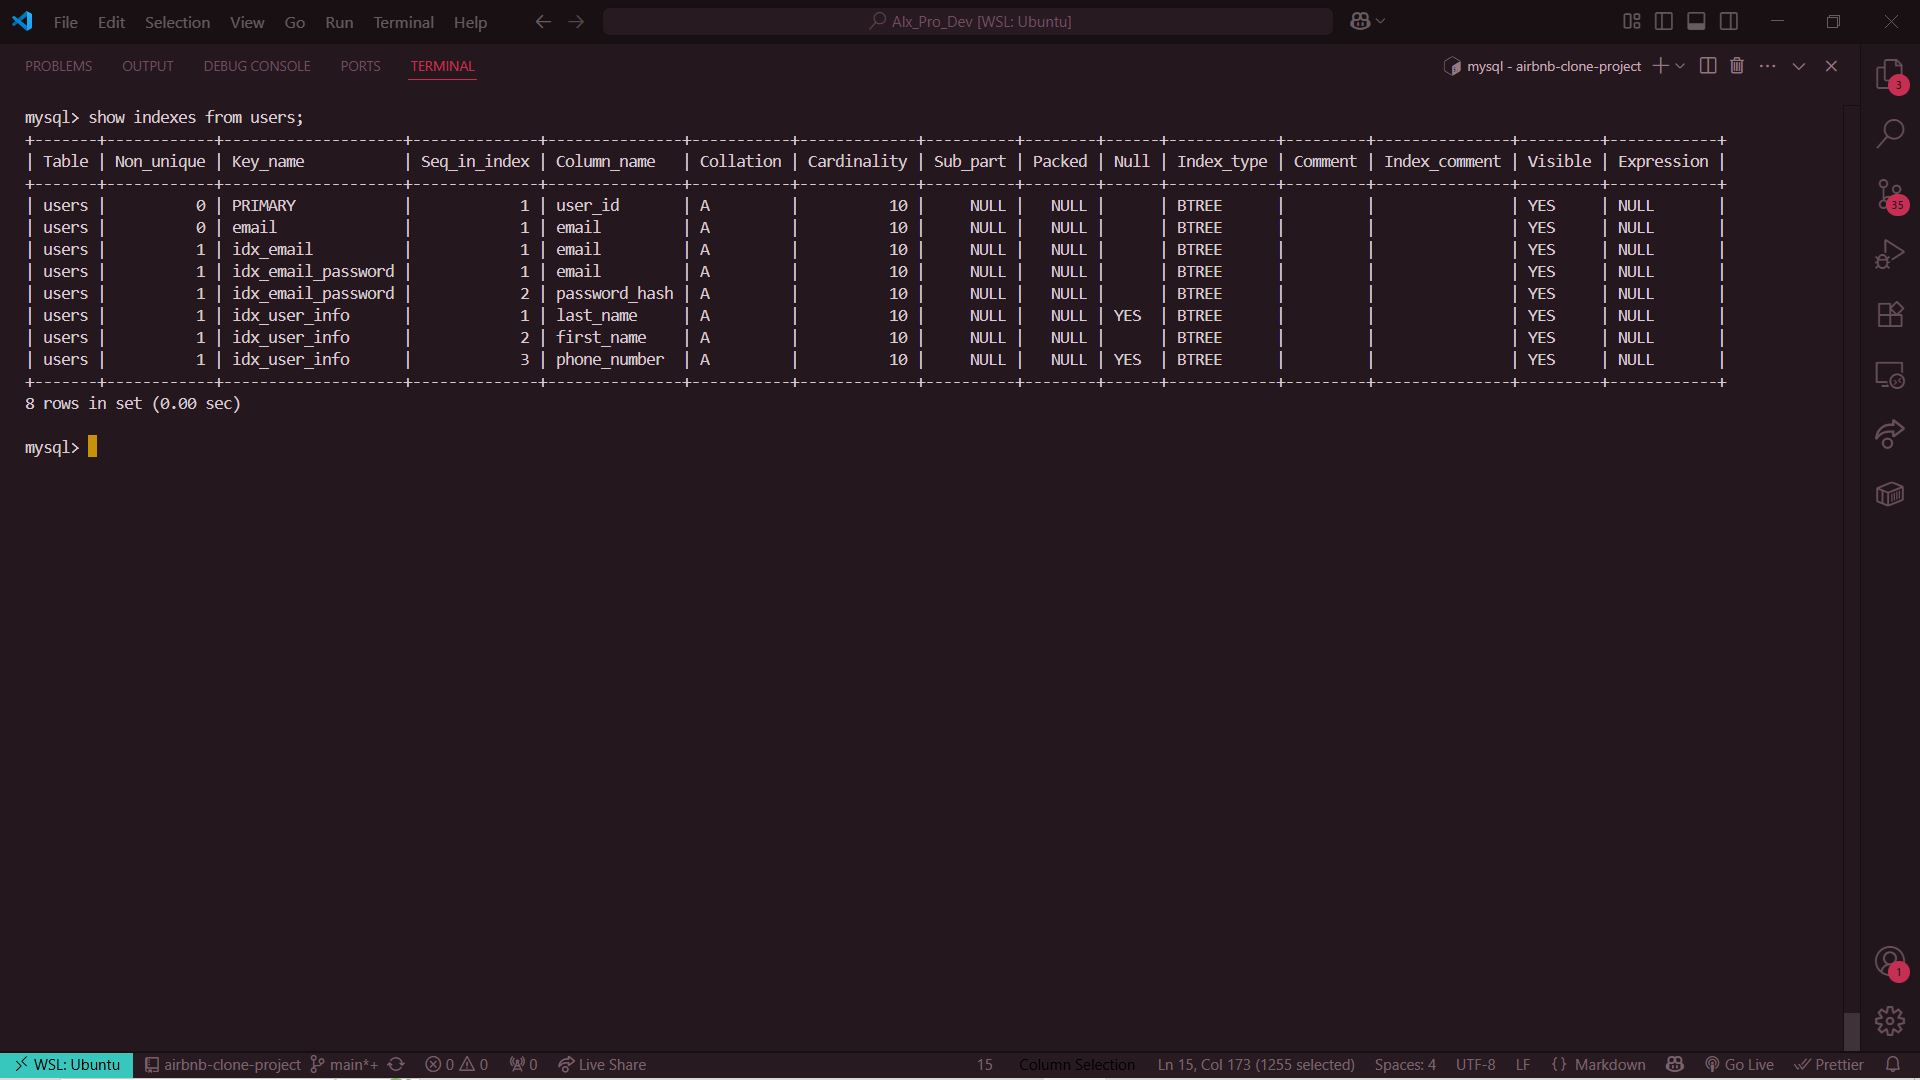 File Edit Selection View Go Run Terminal Help Alx_Pro_Dev [WSL: Ubuntu]
PROBLEMS OUTPUT DEBUG CONSOLE PORTS TERMINAL mysql - airbnb-clone-project
3
35
1
mysql> show indexes from users;
+-------+------------+--------------------+--------------+---------------+-----------+-------------+----------+--------+------+------------+---------+---------------+---------+------------+
| Table | Non_unique | Key_name           | Seq_in_index | Column_name   | Collation | Cardinality | Sub_part | Packed | Null | Index_type | Comment | Index_comment | Visible | Expression |
+-------+------------+--------------------+--------------+---------------+-----------+-------------+----------+--------+------+------------+---------+---------------+---------+------------+
| users |          0 | PRIMARY            |            1 | user_id       | A         |          10 |     NULL |   NULL |      | BTREE      |         |               | YES     | NULL       |
| users |          0 | email              |            1 | email         | A         |          10 |     NULL |   NULL |      | BTREE      |         |               | YES     | NULL       |
| users |          1 | idx_email          |            1 | email         | A         |          10 |     NULL |   NULL |      | BTREE      |         |               | YES     | NULL       |
| users |          1 | idx_email_password |            1 | email         | A         |          10 |     NULL |   NULL |      | BTREE      |         |               | YES     | NULL       |
| users |          1 | idx_email_password |            2 | password_hash | A         |          10 |     NULL |   NULL |      | BTREE      |         |               | YES     | NULL       |
| users |          1 | idx_user_info      |            1 | last_name     | A         |          10 |     NULL |   NULL | YES  | BTREE      |         |               | YES     | NULL       |
| users |          1 | idx_user_info      |            2 | first_name    | A         |          10 |     NULL |   NULL |      | BTREE      |         |               | YES     | NULL       |
| users |          1 | idx_user_info      |            3 | phone_number  | A         |          10 |     NULL |   NULL | YES  | BTREE      |         |               | YES     | NULL       |
+-------+------------+--------------------+--------------+---------------+-----------+-------------+----------+--------+------+------------+---------+---------------+---------+------------+
8 rows in set (0.00 sec)
mysql>
WSL: Ubuntu airbnb-clone-project main*+ 0 0 0 Live Share 15 Column Selection Ln 15, Col 173 (1255 selected) Spaces: 4 UTF-8 LF {} Markdown Go Live Prettier